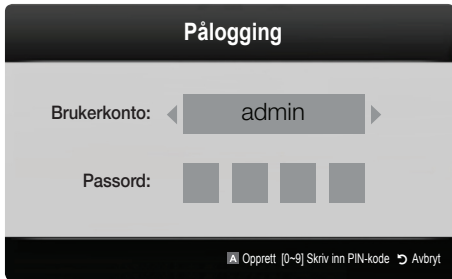 Pålogging
Brukerkonto: admin
Passord:
A Opprett [0~9] Skriv inn PIN-kode Avbryt